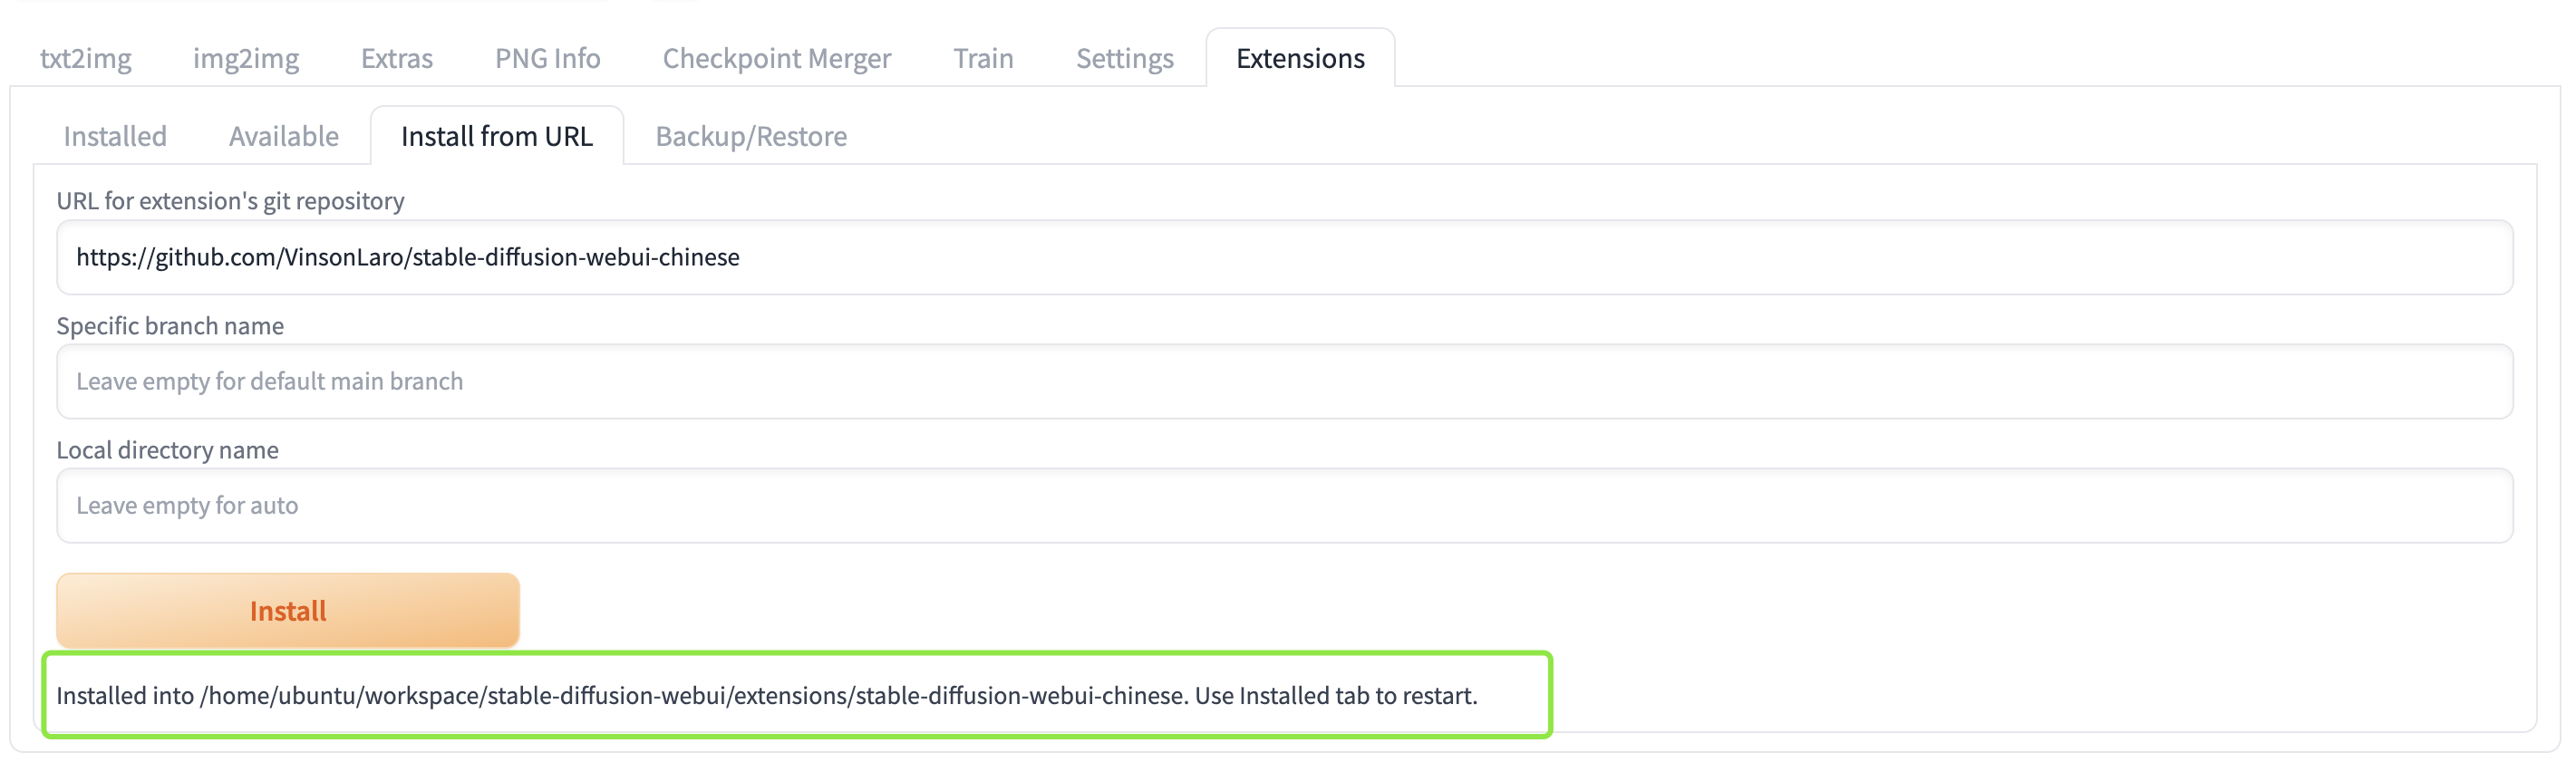 txt2img img2img Extras PNG Info Checkpoint Merger Train Settings Extensions
Installed Available Install from URL Backup/Restore
URL for extension's git repository
https://github.com/VinsonLaro/stable-diffusion-webui-chinese
Specific branch name
Leave empty for default main branch
Local directory name
Leave empty for auto
Install
Installed into /home/ubuntu/workspace/stable-diffusion-webui/extensions/stable-diffusion-webui-chinese. Use Installed tab to restart.